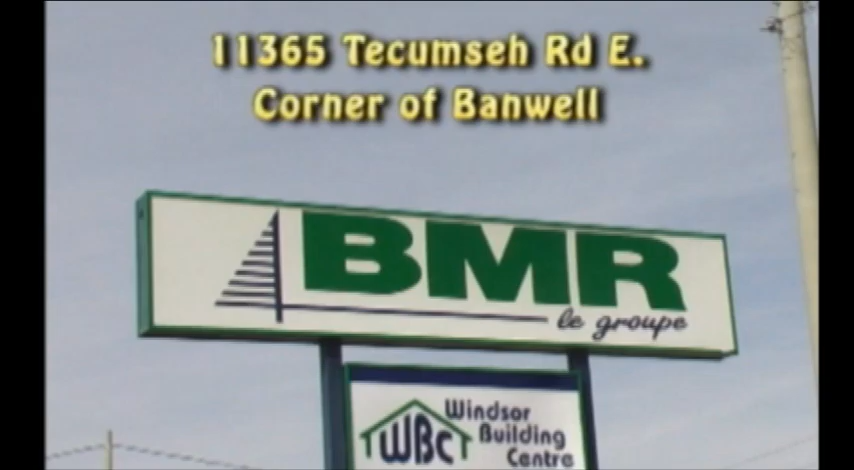 11365 Tecumseh Rd E.
Corner of Banwell
BMR
le groupe
WBC
Windsor
Building
Centre